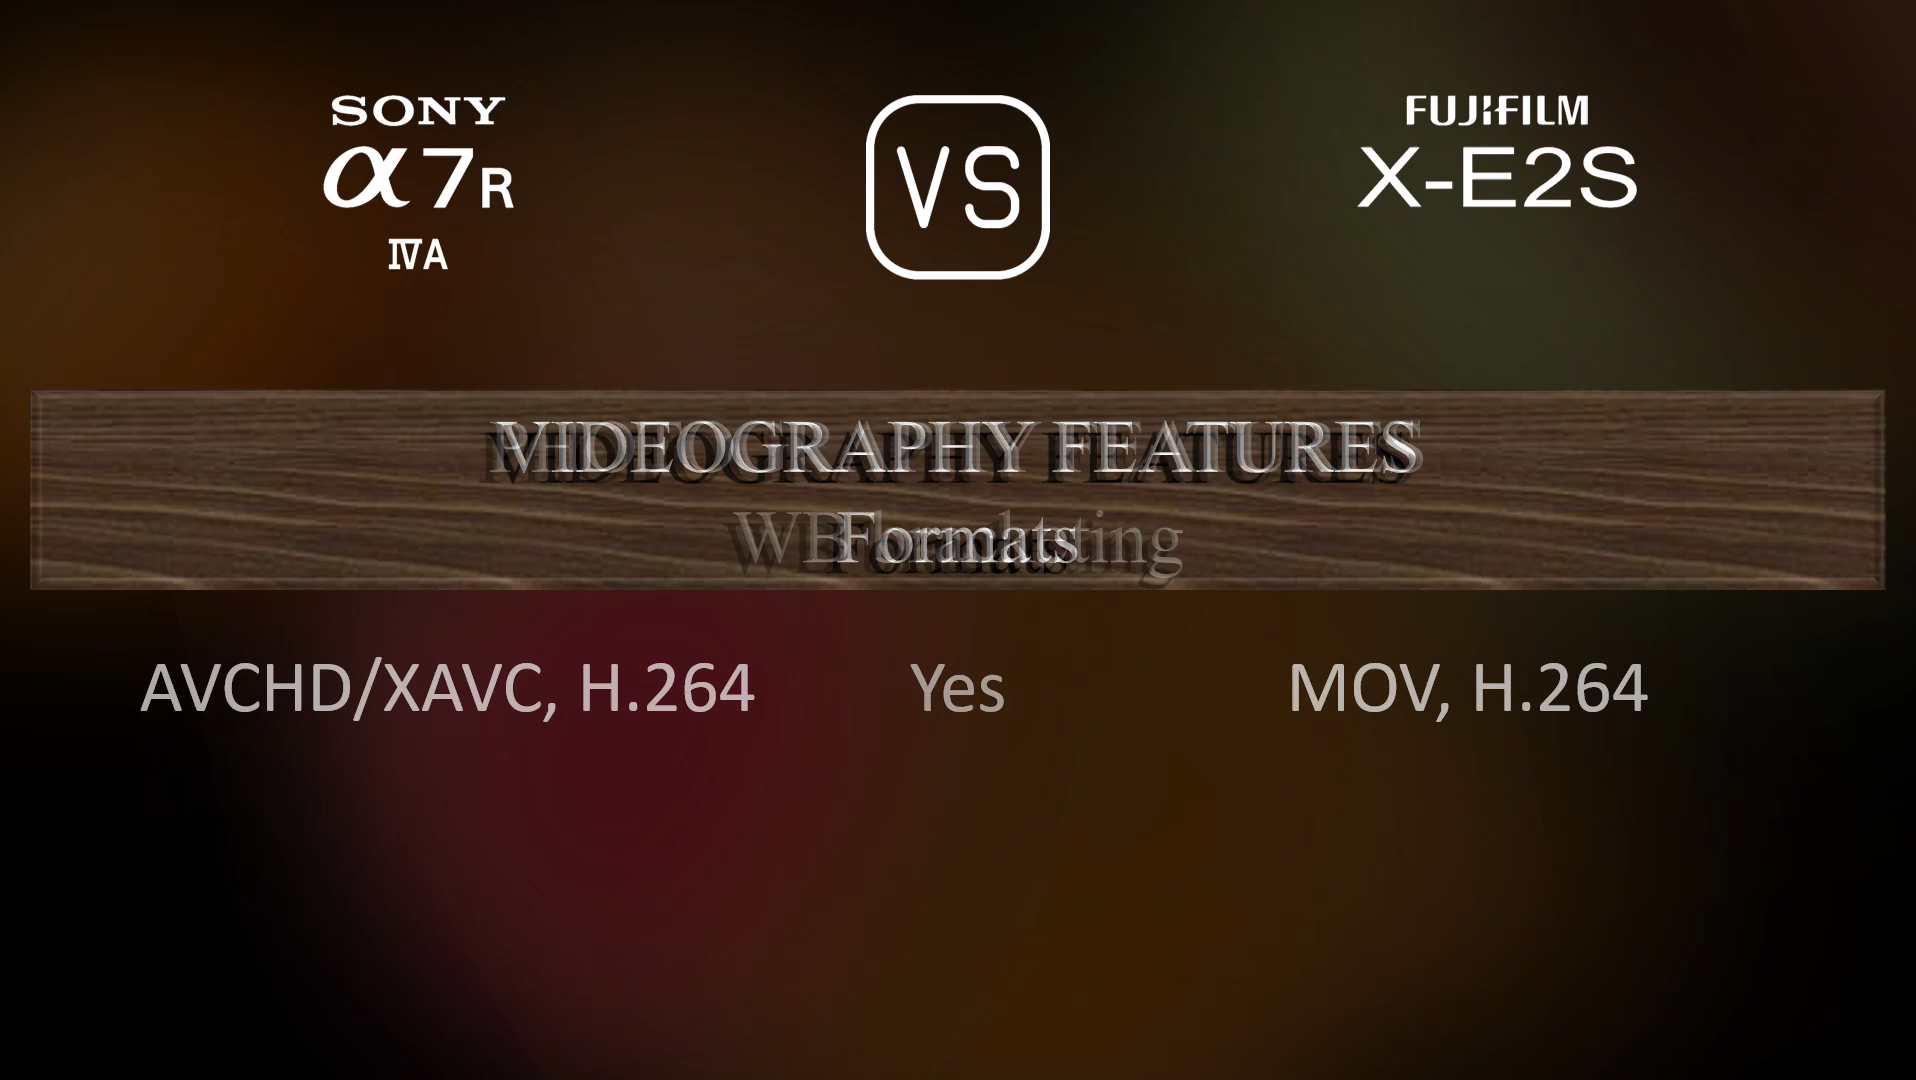 SONY
α7R
IVA
VS
FUJIFILM
X-E2S
VIDEOGRAPHY FEATURES
Formats
AVCHD/XAVC, H.264
Yes
MOV, H.264